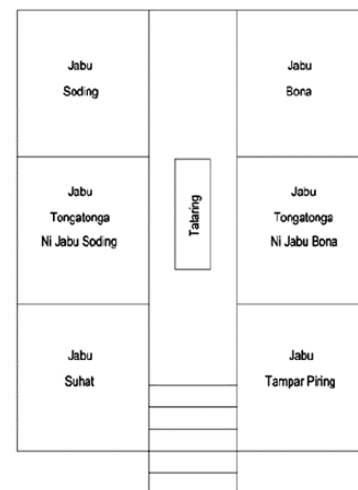 Jabu
Soding
Jabu
Bona
Jabu
Tongatonga
Ni Jabu Soding
Talaring
Jabu
Tongatonga
Ni Jabu Bona
Jabu
Suhat
Jabu
Tampar Piring